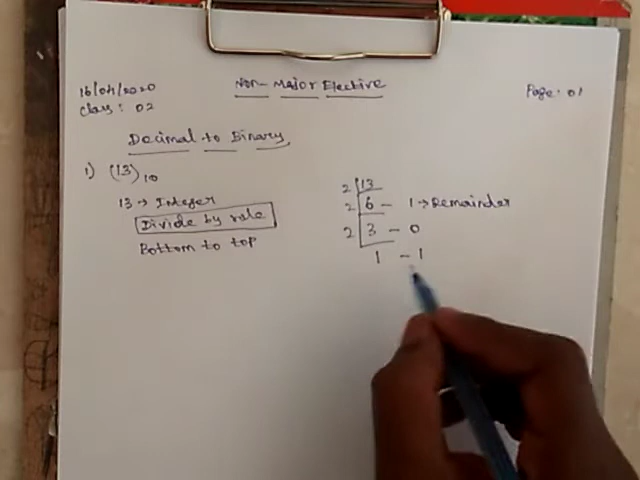 16/04/2020
class: 02
Non-Major Elective
Page: 01
Decimal to Binary
1) (13)10
13 → Integer
Divide by rule
Bottom to top
2 | 13
2 | 6 - 1 → Remainder
2 | 3 - 0
1 - 1